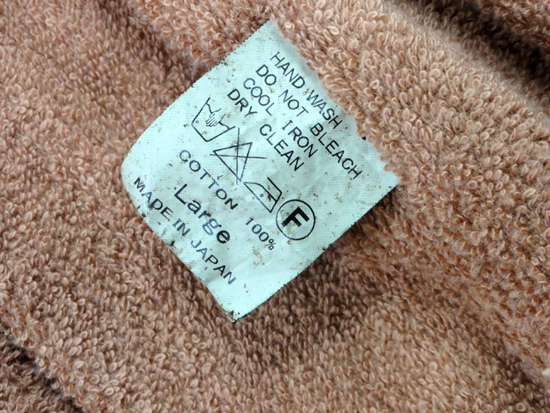 HAND WASH
DO NOT BLEACH
COOL IRON
DRY CLEAN
F
COTTON 100%
Large
MADE IN JAPAN